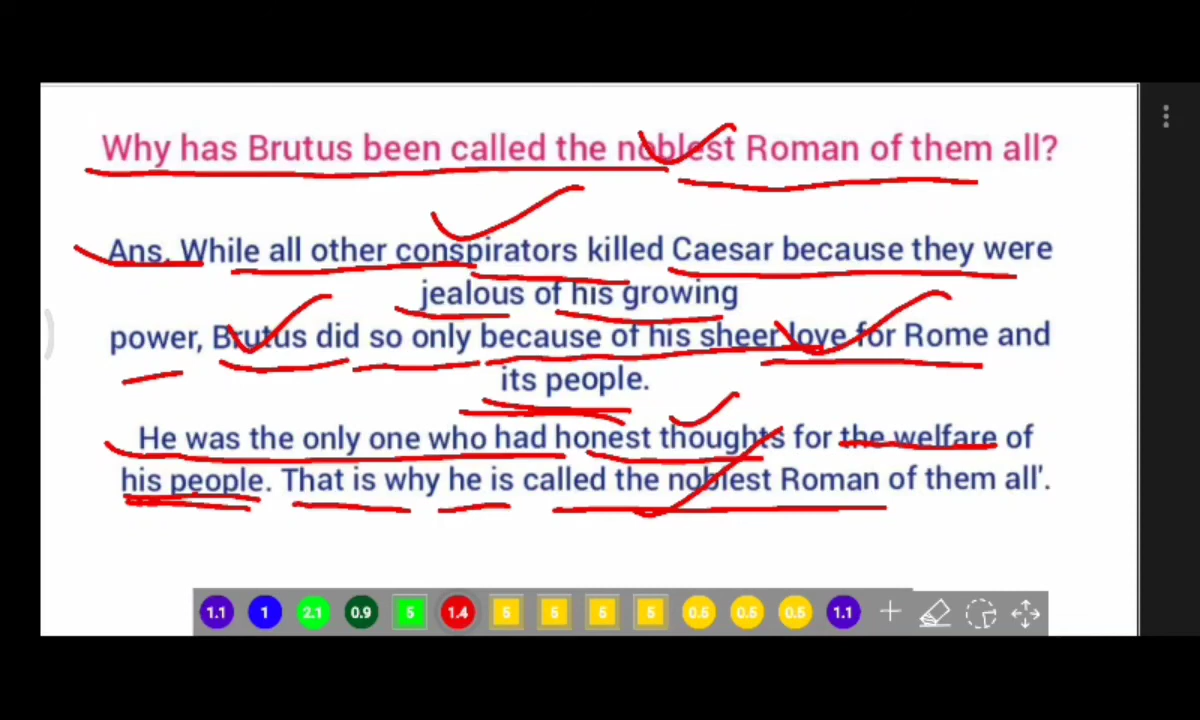 Why has Brutus been called the noblest Roman of them all?
Ans. While all other conspirators killed Caesar because they were
jealous of his growing
power, Brutus did so only because of his sheer love for Rome and
its people.
He was the only one who had honest thoughts for the welfare of
his people. That is why he is called the noblest Roman of them all'.
1.1 1 2.1 0.9 5 1.4 5 5 5 5 0.5 0.5 0.5 1.1